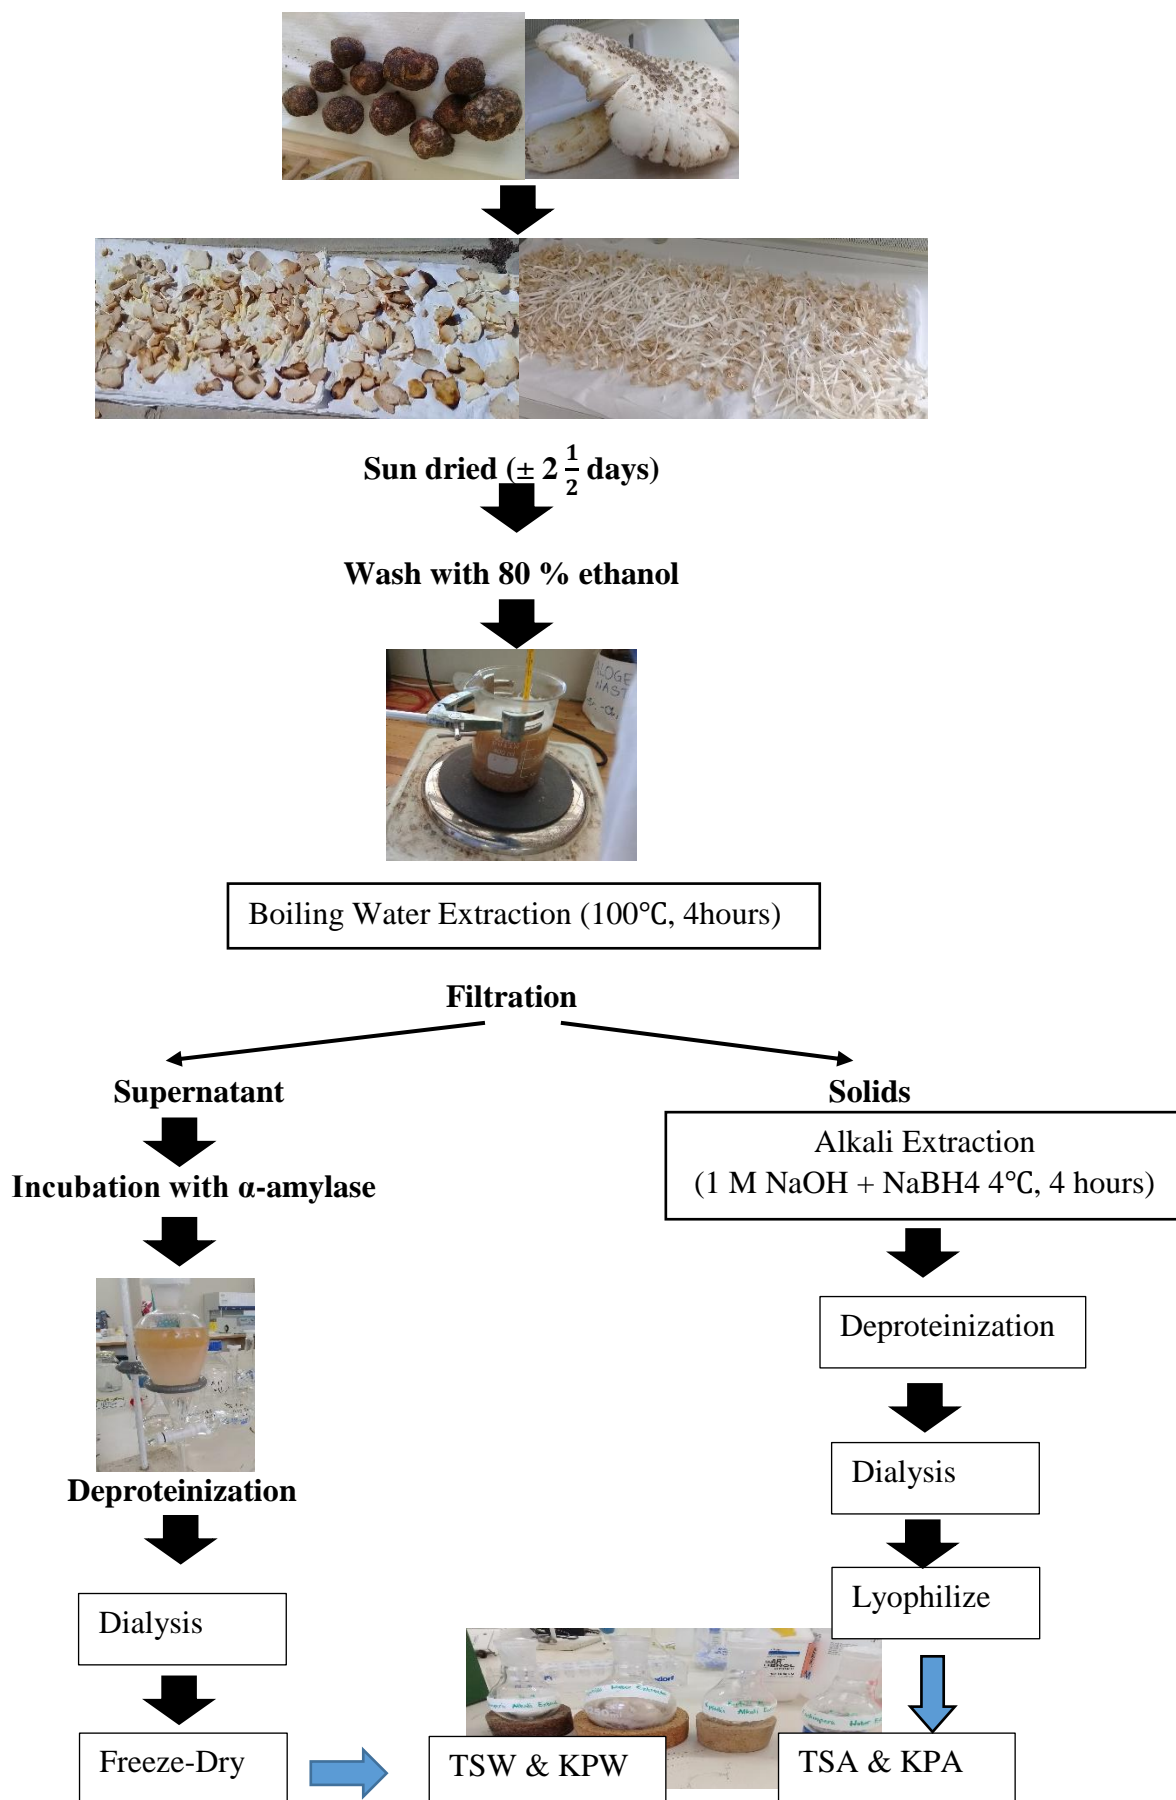 Sun dried (± 2 1/2 days)
Wash with 80 % ethanol
Boiling Water Extraction (100℃, 4hours)
Filtration
Supernatant
Solids
Alkali Extraction
(1 M NaOH + NaBH4 4℃, 4 hours)
Incubation with α-amylase
Deproteinization
Deproteinization
Dialysis
Lyophilize
Dialysis
Freeze-Dry
TSW & KPW
TSA & KPA